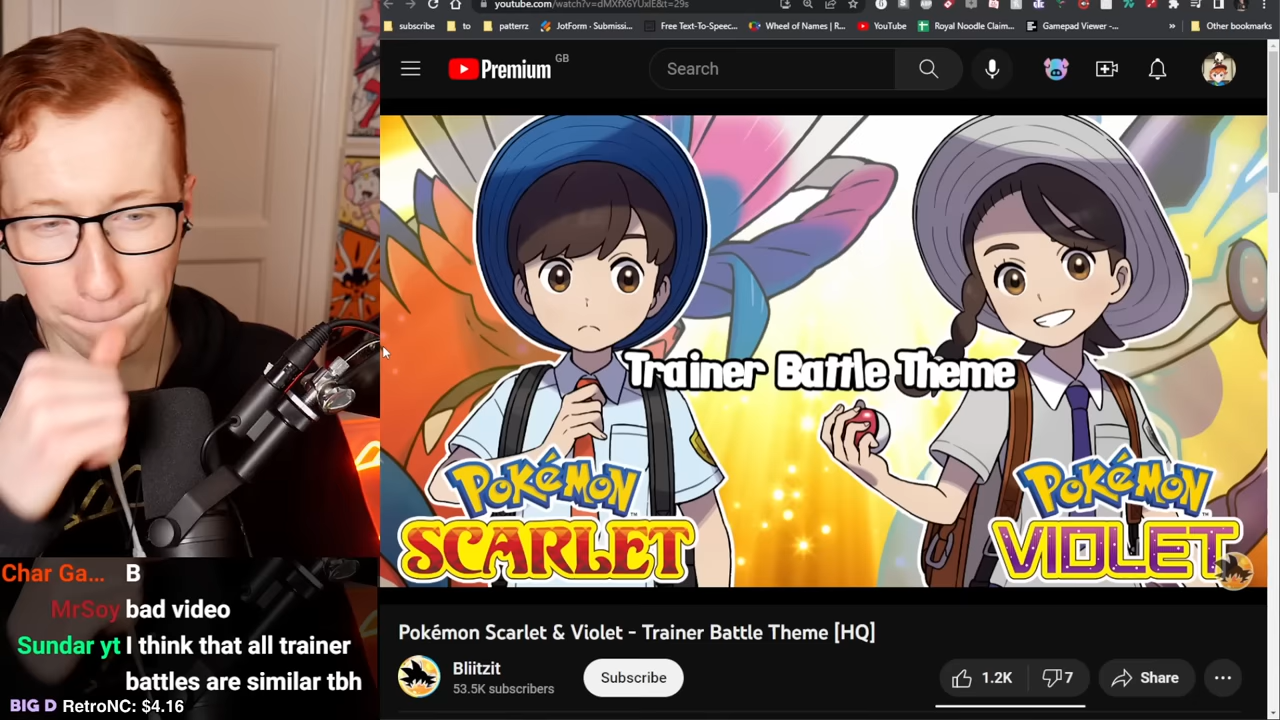 youtube.com/watch?v=dMXfX6YUxIE&t=29s
subscribe to patterz JotForm - Submissi... Free Text-To-Speec... Wheel of Names | R... YouTube Royal Noodle Claim... Gamepad Viewer -... » Other bookmarks
Premium GB
Search
Trainer Battle Theme
POKéMON POKéMON
SCARLET VIOLET
Pokémon Scarlet & Violet - Trainer Battle Theme [HQ]
Bliitzit
53.5K subscribers
Subscribe
1.2K
7
Share
Char Ga... B
MrSoy bad video
Sundar yt I think that all trainer
battles are similar tbh
BIG D RetroNC: $4.16